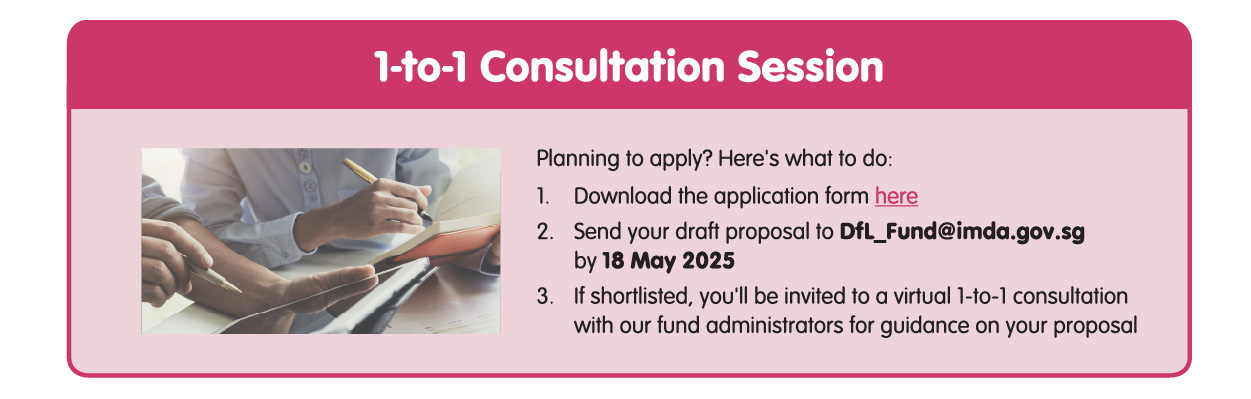 1-to-1 Consultation Session
Planning to apply? Here's what to do:
1. Download the application form here
2. Send your draft proposal to DfL_Fund@imda.gov.sg
by 18 May 2025
3. If shortlisted, you'll be invited to a virtual 1-to-1 consultation
with our fund administrators for guidance on your proposal